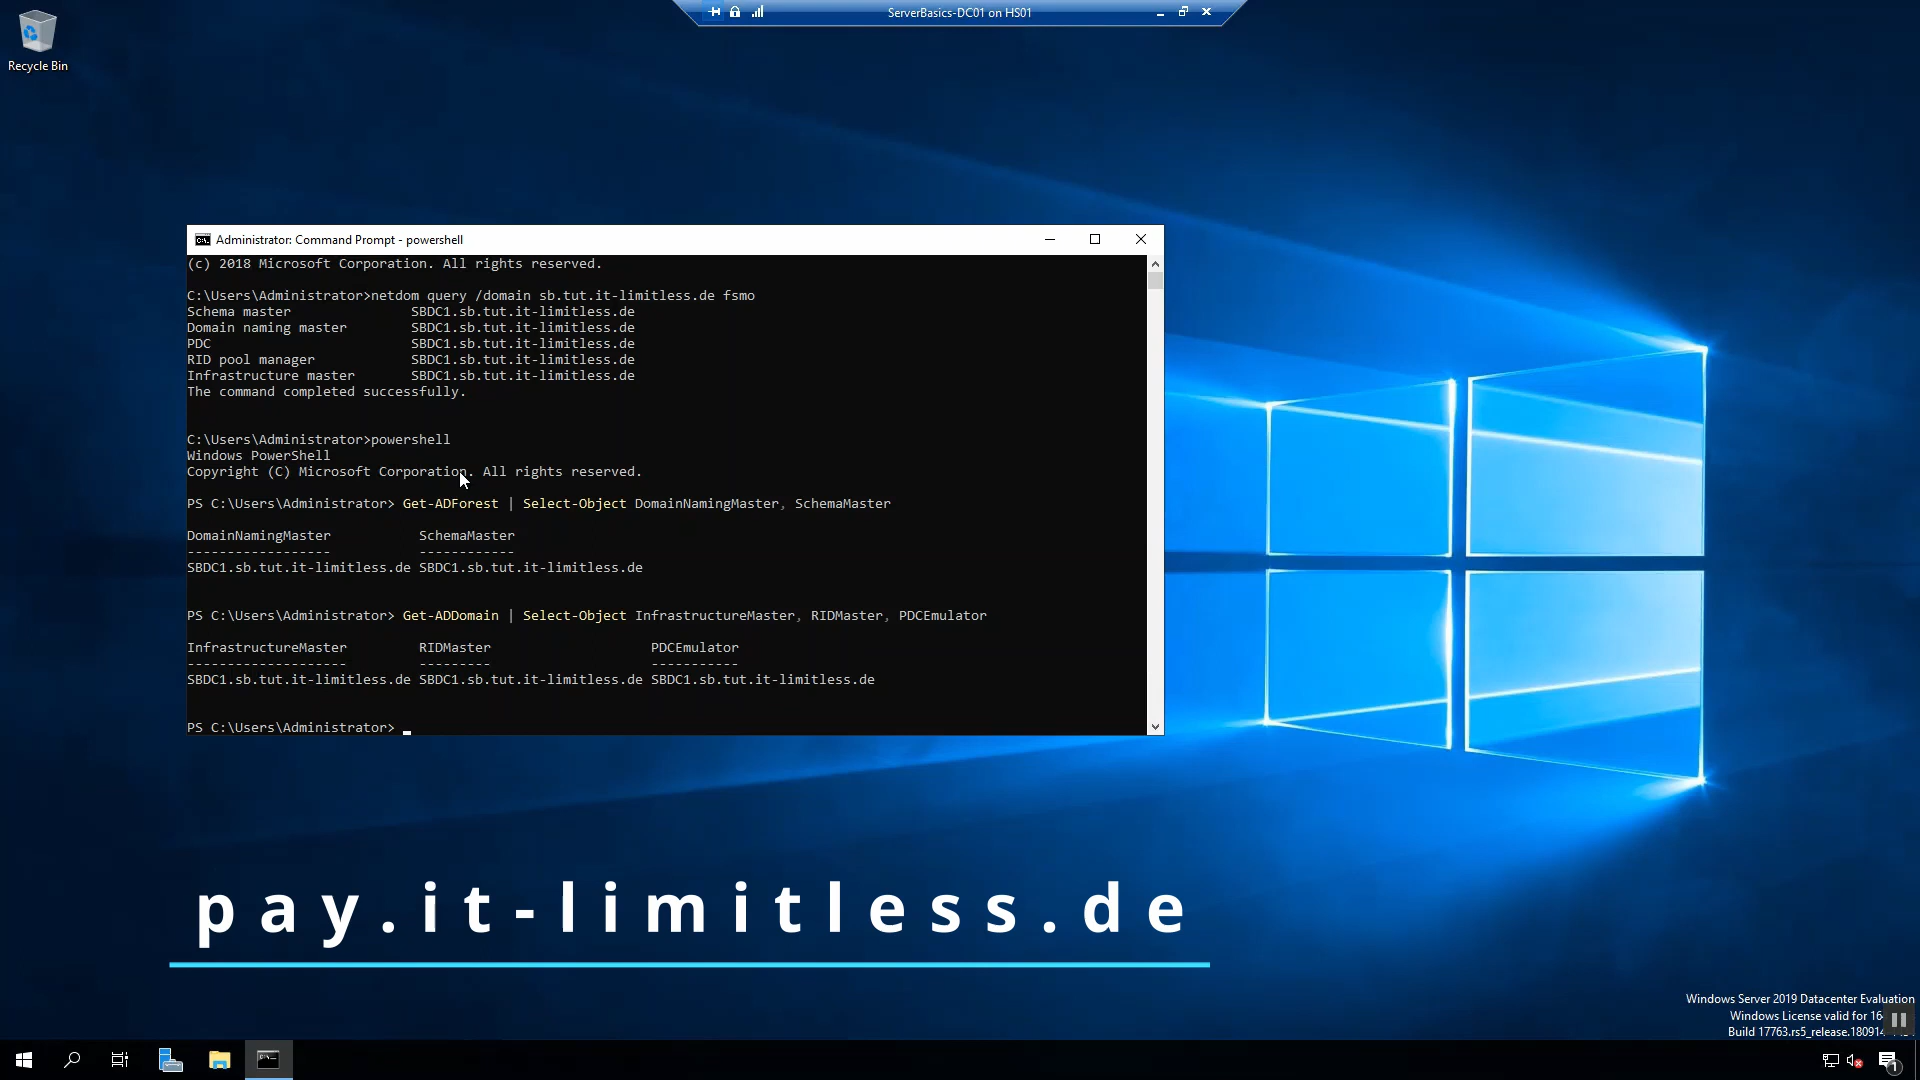 ServerBasics-DC01 on HS01
Recycle Bin
Administrator: Command Prompt - powershell
(c) 2018 Microsoft Corporation. All rights reserved.
C:\Users\Administrator>netdom query /domain sb.tut.it-limitless.de fsmo
Schema master               SBDC1.sb.tut.it-limitless.de
Domain naming master        SBDC1.sb.tut.it-limitless.de
PDC                         SBDC1.sb.tut.it-limitless.de
RID pool manager            SBDC1.sb.tut.it-limitless.de
Infrastructure master       SBDC1.sb.tut.it-limitless.de
The command completed successfully.
C:\Users\Administrator>powershell
Windows PowerShell
Copyright (C) Microsoft Corporation. All rights reserved.
PS C:\Users\Administrator> Get-ADForest | Select-Object DomainNamingMaster, SchemaMaster
DomainNamingMaster           SchemaMaster
------------------           ------------
SBDC1.sb.tut.it-limitless.de SBDC1.sb.tut.it-limitless.de
PS C:\Users\Administrator> Get-ADDomain | Select-Object InfrastructureMaster, RIDMaster, PDCEmulator
InfrastructureMaster         RIDMaster                    PDCEmulator
--------------------         ---------                    -----------
SBDC1.sb.tut.it-limitless.de SBDC1.sb.tut.it-limitless.de SBDC1.sb.tut.it-limitless.de
PS C:\Users\Administrator>
pay.it-limitless.de
Windows Server 2019 Datacenter Evaluation
Windows License valid for
Build 17763.rs5_release.180914
1